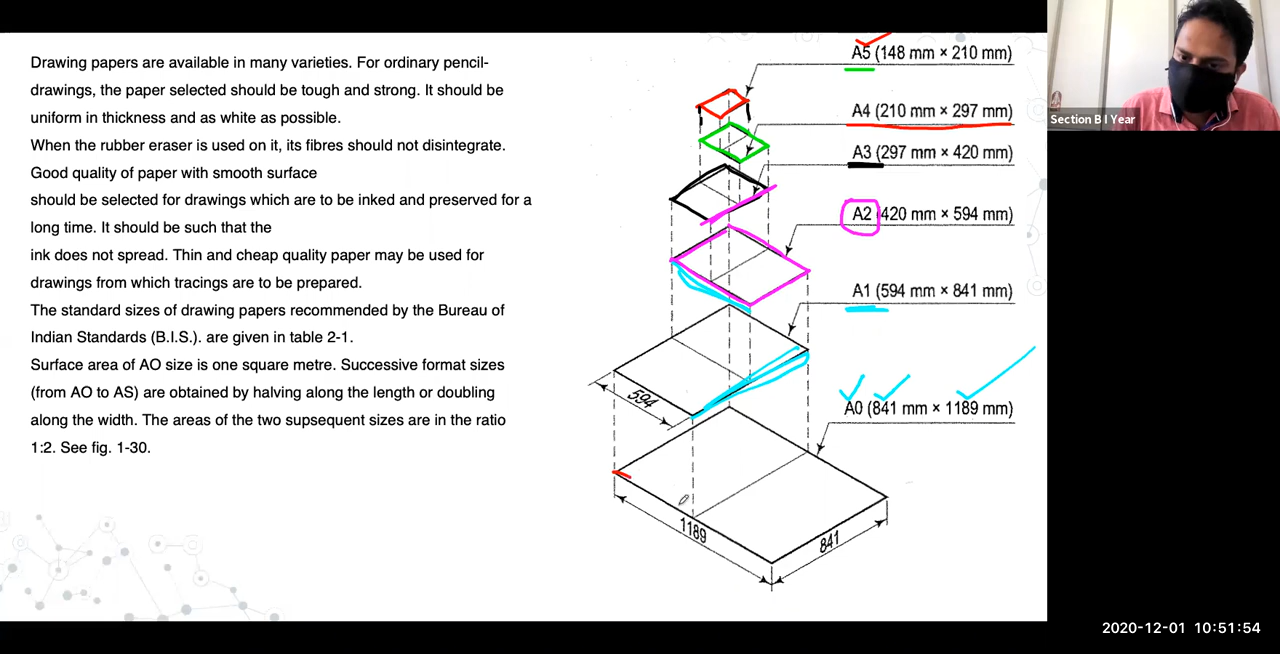 Drawing papers are available in many varieties. For ordinary pencil-
drawings, the paper selected should be tough and strong. It should be
uniform in thickness and as white as possible.
When the rubber eraser is used on it, its fibres should not disintegrate.
Good quality of paper with smooth surface
should be selected for drawings which are to be inked and preserved for a
long time. It should be such that the
ink does not spread. Thin and cheap quality paper may be used for
drawings from which tracings are to be prepared.
The standard sizes of drawing papers recommended by the Bureau of
Indian Standards (B.I.S.). are given in table 2-1.
Surface area of AO size is one square metre. Successive format sizes
(from AO to AS) are obtained by halving along the length or doubling
along the width. The areas of the two supsequent sizes are in the ratio
1:2. See fig. 1-30.
A5 (148 mm × 210 mm)
A4 (210 mm × 297 mm)
A3 (297 mm × 420 mm)
A2 (420 mm × 594 mm)
A1 (594 mm × 841 mm)
594
A0 (841 mm × 1189 mm)
1189
841
Section B I Year
2020-12-01 10:51:54